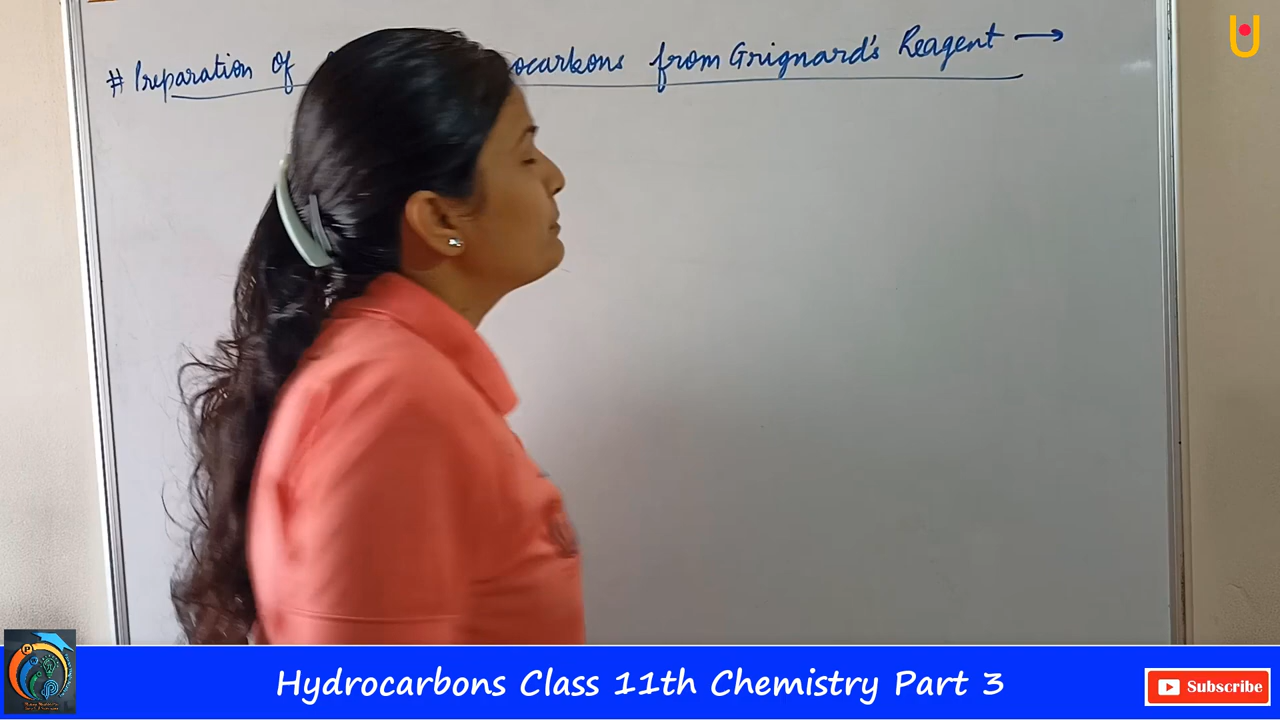 # Preparation of ocarbons from Grignard's Reagent →
Hydrocarbons Class 11th Chemistry Part 3
Subscribe